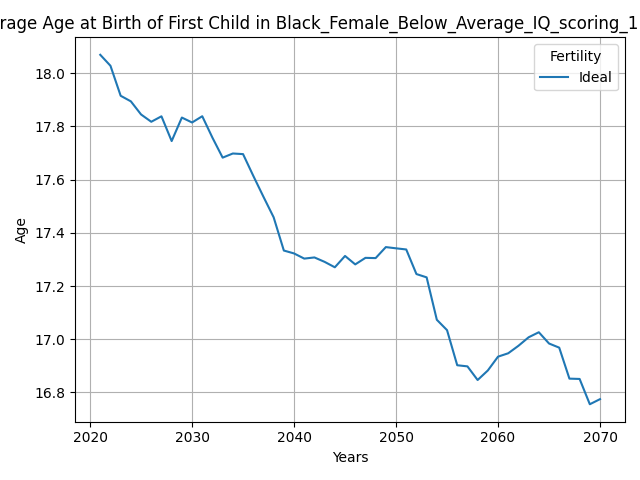 rage Age at Birth of First Child in Black_Female_Below_Average_IQ_scoring_1
Fertility
Ideal
18.0
17.8
17.6
17.4
17.2
17.0
16.8
Age
2020 2030 2040 2050 2060 2070
Years